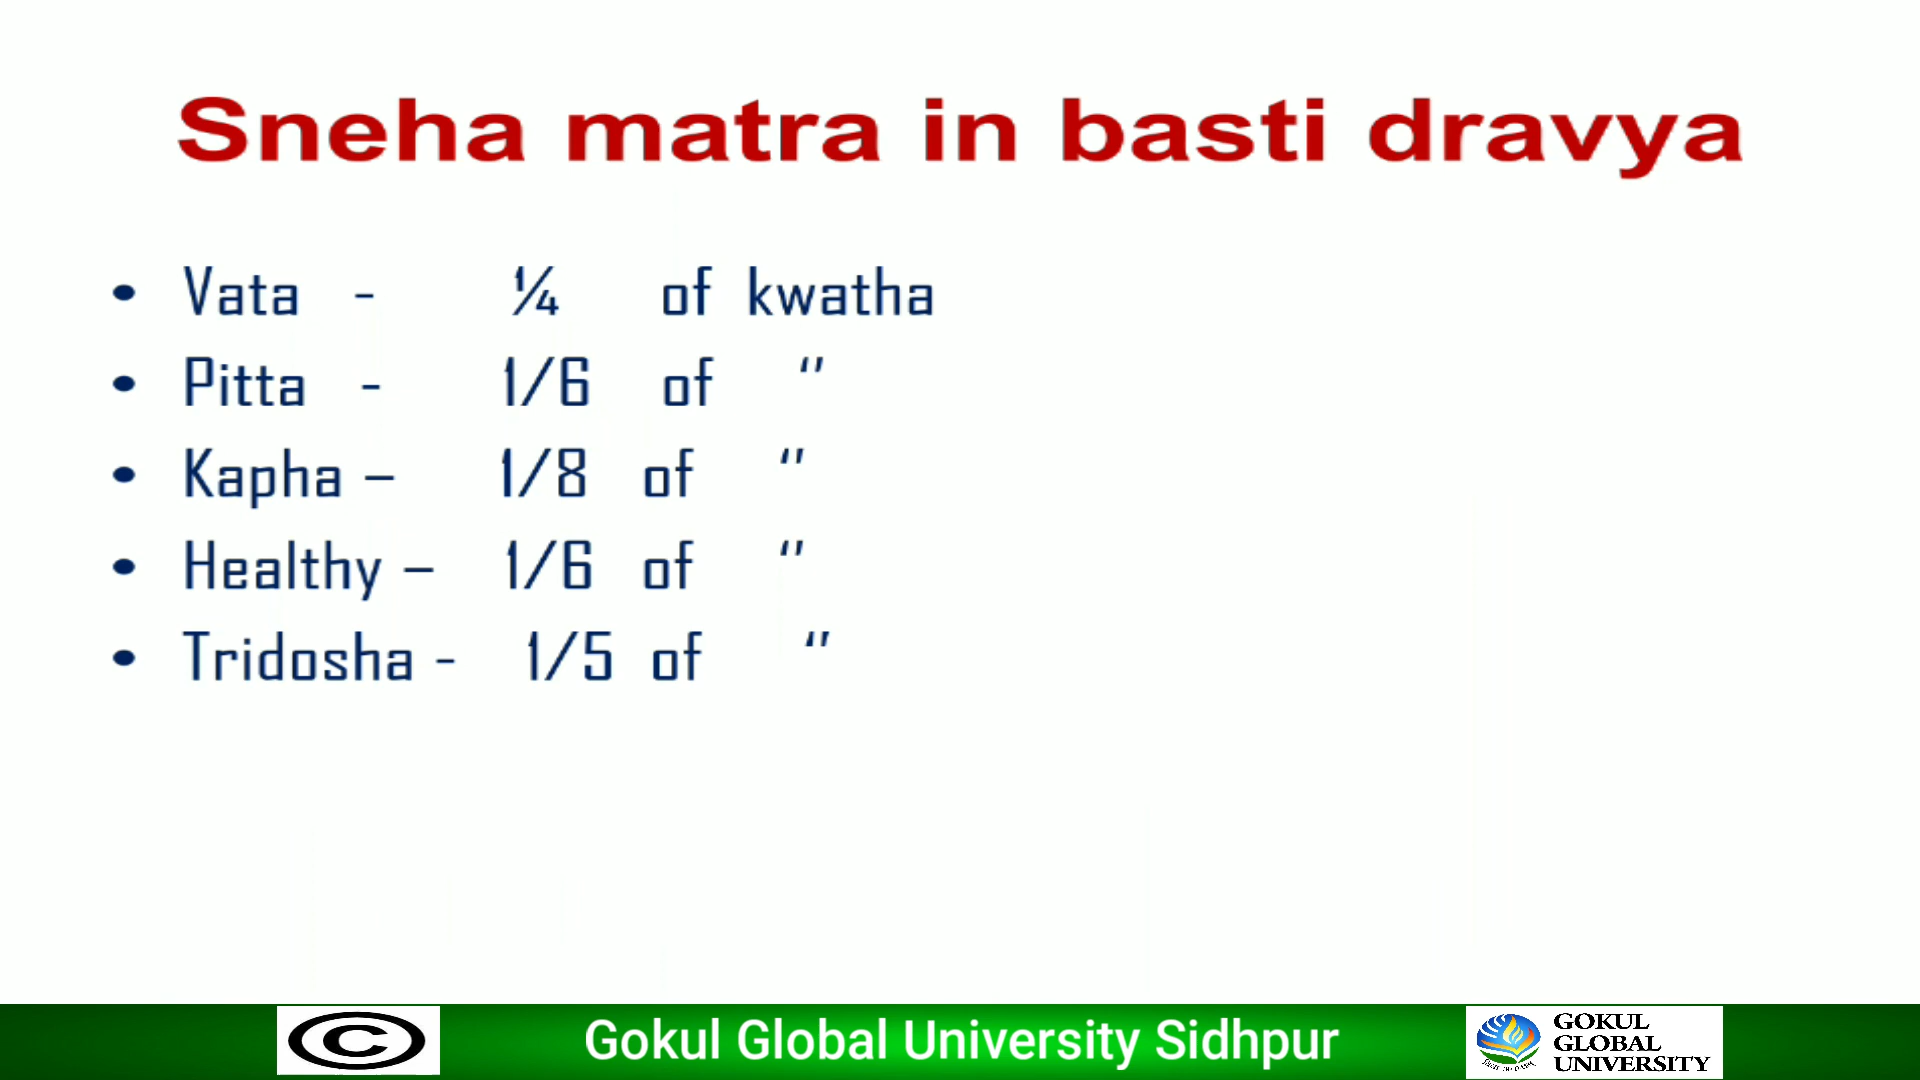 Sneha matra in basti dravya
• Vata - ¼ of kwatha
• Pitta - 1/6 of “
• Kapha – 1/8 of “
• Healthy – 1/6 of “
• Tridosha - 1/5 of “
©
Gokul Global University Sidhpur
GOKUL
GLOBAL
UNIVERSITY